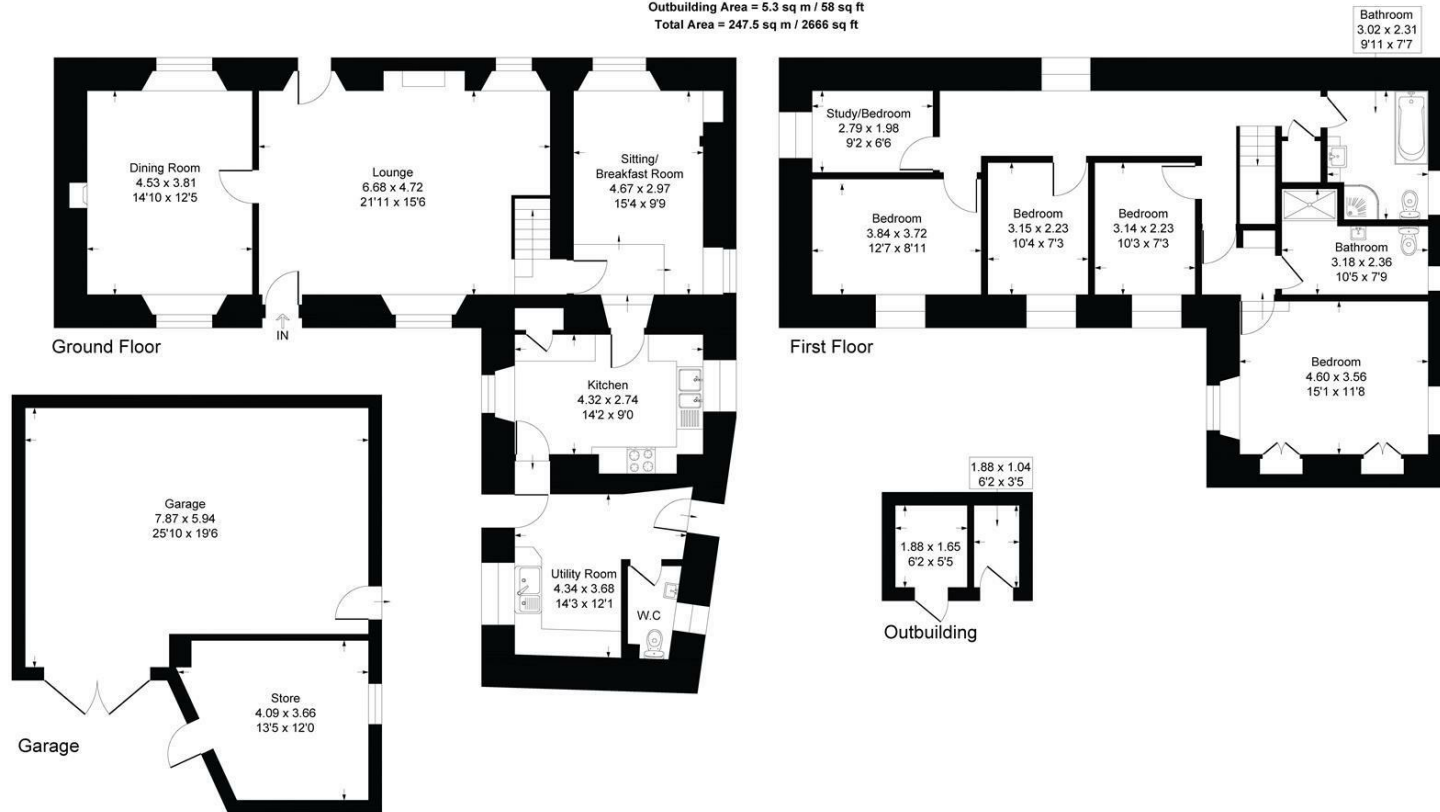 Outbuilding Area = 5.3 sq m / 58 sq ft
Total Area = 247.5 sq m / 2666 sq ft
Dining Room
4.53 x 3.81
14'10 x 12'5
Lounge
6.68 x 4.72
21'11 x 15'6
Sitting/
Breakfast Room
4.67 x 2.97
15'4 x 9'9
IN
Ground Floor
Kitchen
4.32 x 2.74
14'2 x 9'0
Utility Room
4.34 x 3.68
14'3 x 12'1
W.C
Garage
7.87 x 5.94
25'10 x 19'6
Store
4.09 x 3.66
13'5 x 12'0
Garage
Bathroom
3.02 x 2.31
9'11 x 7'7
Study/Bedroom
2.79 x 1.98
9'2 x 6'6
Bedroom
3.84 x 3.72
12'7 x 8'11
Bedroom
3.15 x 2.23
10'4 x 7'3
Bedroom
3.14 x 2.23
10'3 x 7'3
Bathroom
3.18 x 2.36
10'5 x 7'9
First Floor
Bedroom
4.60 x 3.56
15'1 x 11'8
1.88 x 1.04
6'2 x 3'5
1.88 x 1.65
6'2 x 5'5
Outbuilding